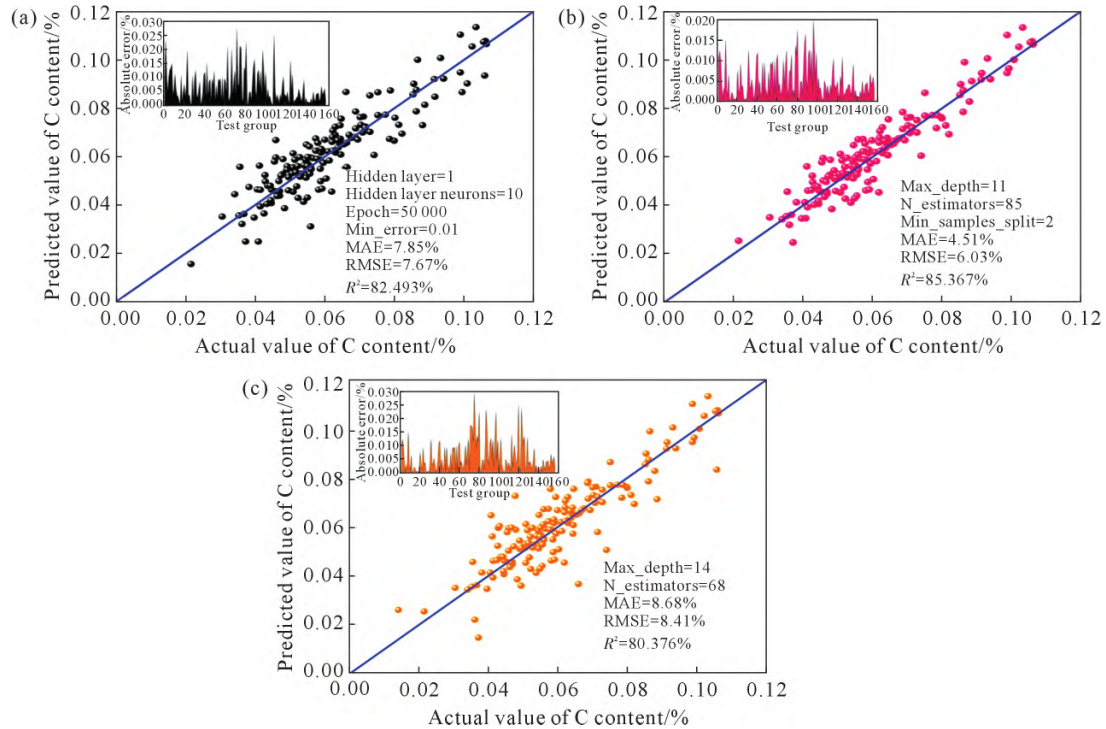 (a)
0.12
0.10
0.08
0.06
0.04
0.02
0.00
Predicted value of C content/%
0.030
0.025
0.020
0.015
0.010
0.005
0.000
Absolute error/%
0 20 40 60 80 100 120 140 160
Test group
Hidden layer=1
Hidden layer neurons=10
Epoch=50 000
Min_error=0.01
MAE=7.85%
RMSE=7.67%
R²=82.493%
0.00 0.02 0.04 0.06 0.08 0.10 0.12
Actual value of C content/%
(b)
0.12
0.10
0.08
0.06
0.04
0.02
0.00
Predicted value of C content/%
0.020
0.015
0.010
0.005
0.000
Absolute error/%
0 20 40 60 80 100 120 140 160
Test group
Max_depth=11
N_estimators=85
Min_samples_split=2
MAE=4.51%
RMSE=6.03%
R²=85.367%
0.00 0.02 0.04 0.06 0.08 0.10 0.12
Actual value of C content/%
(c)
0.12
0.10
0.08
0.06
0.04
0.02
0.00
Predicted value of C content/%
0.030
0.025
0.020
0.015
0.010
0.005
0.000
Absolute error/%
0 20 40 60 80 100 120 140 160
Test group
Max_depth=14
N_estimators=68
MAE=8.68%
RMSE=8.41%
R²=80.376%
0.00 0.02 0.04 0.06 0.08 0.10 0.12
Actual value of C content/%